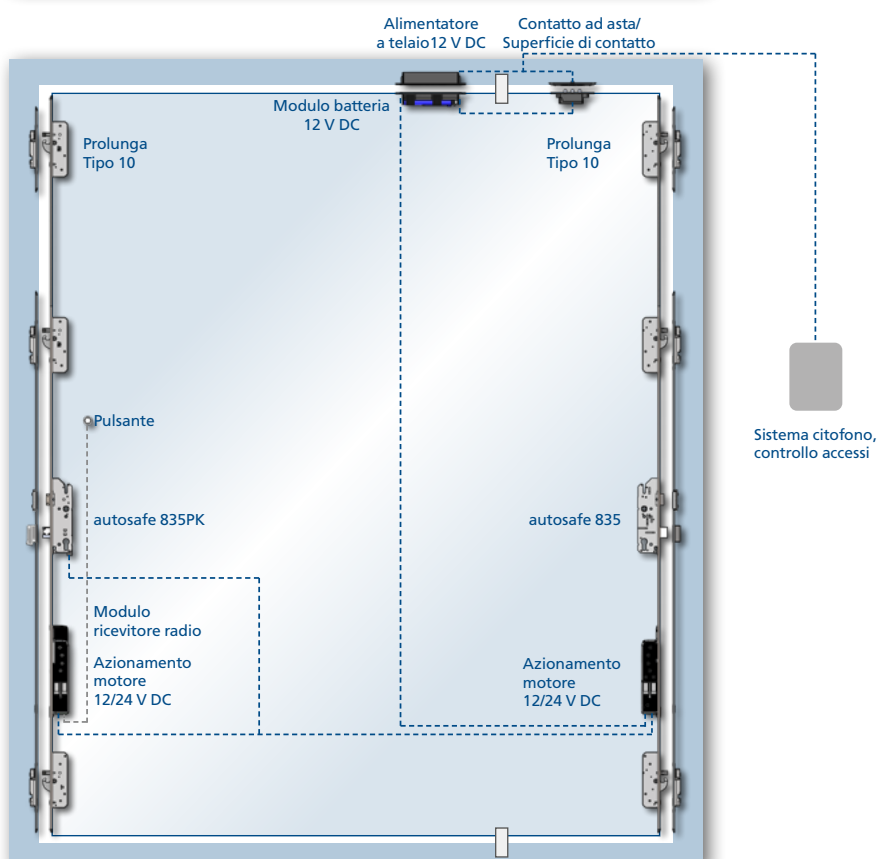 Alimentatore
a telaio12 V DC
Contatto ad asta/
Superficie di contatto
Modulo batteria
12 V DC
Prolunga
Tipo 10
Prolunga
Tipo 10
Pulsante
Sistema citofono,
controllo accessi
autosafe 835PK
autosafe 835
Modulo
ricevitore radio
Azionamento
motore
12/24 V DC
Azionamento
motore
12/24 V DC